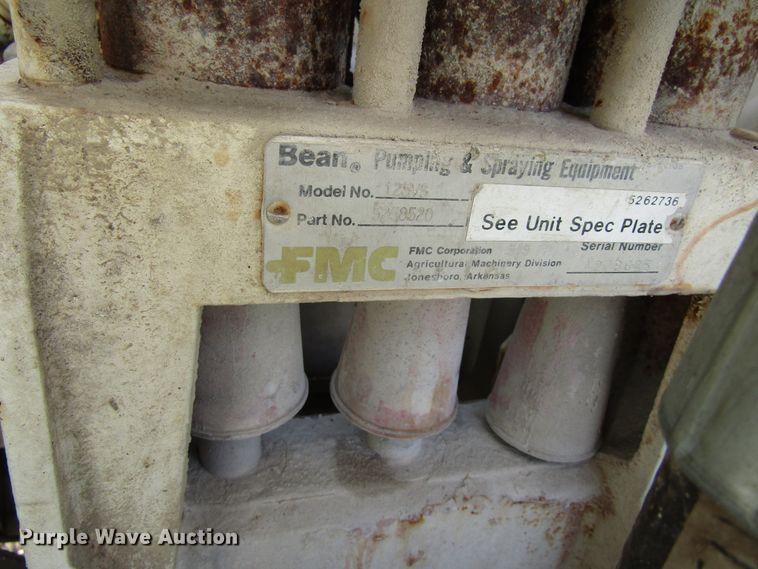 Bean® Pumping & Spraying Equipment
Model No.
Part No. 5258520
5262736
See Unit Spec Plate
FMC
FMC Corporation
Agricultural Machinery Division
Jonesboro, Arkansas
Serial Number
Purple Wave Auction